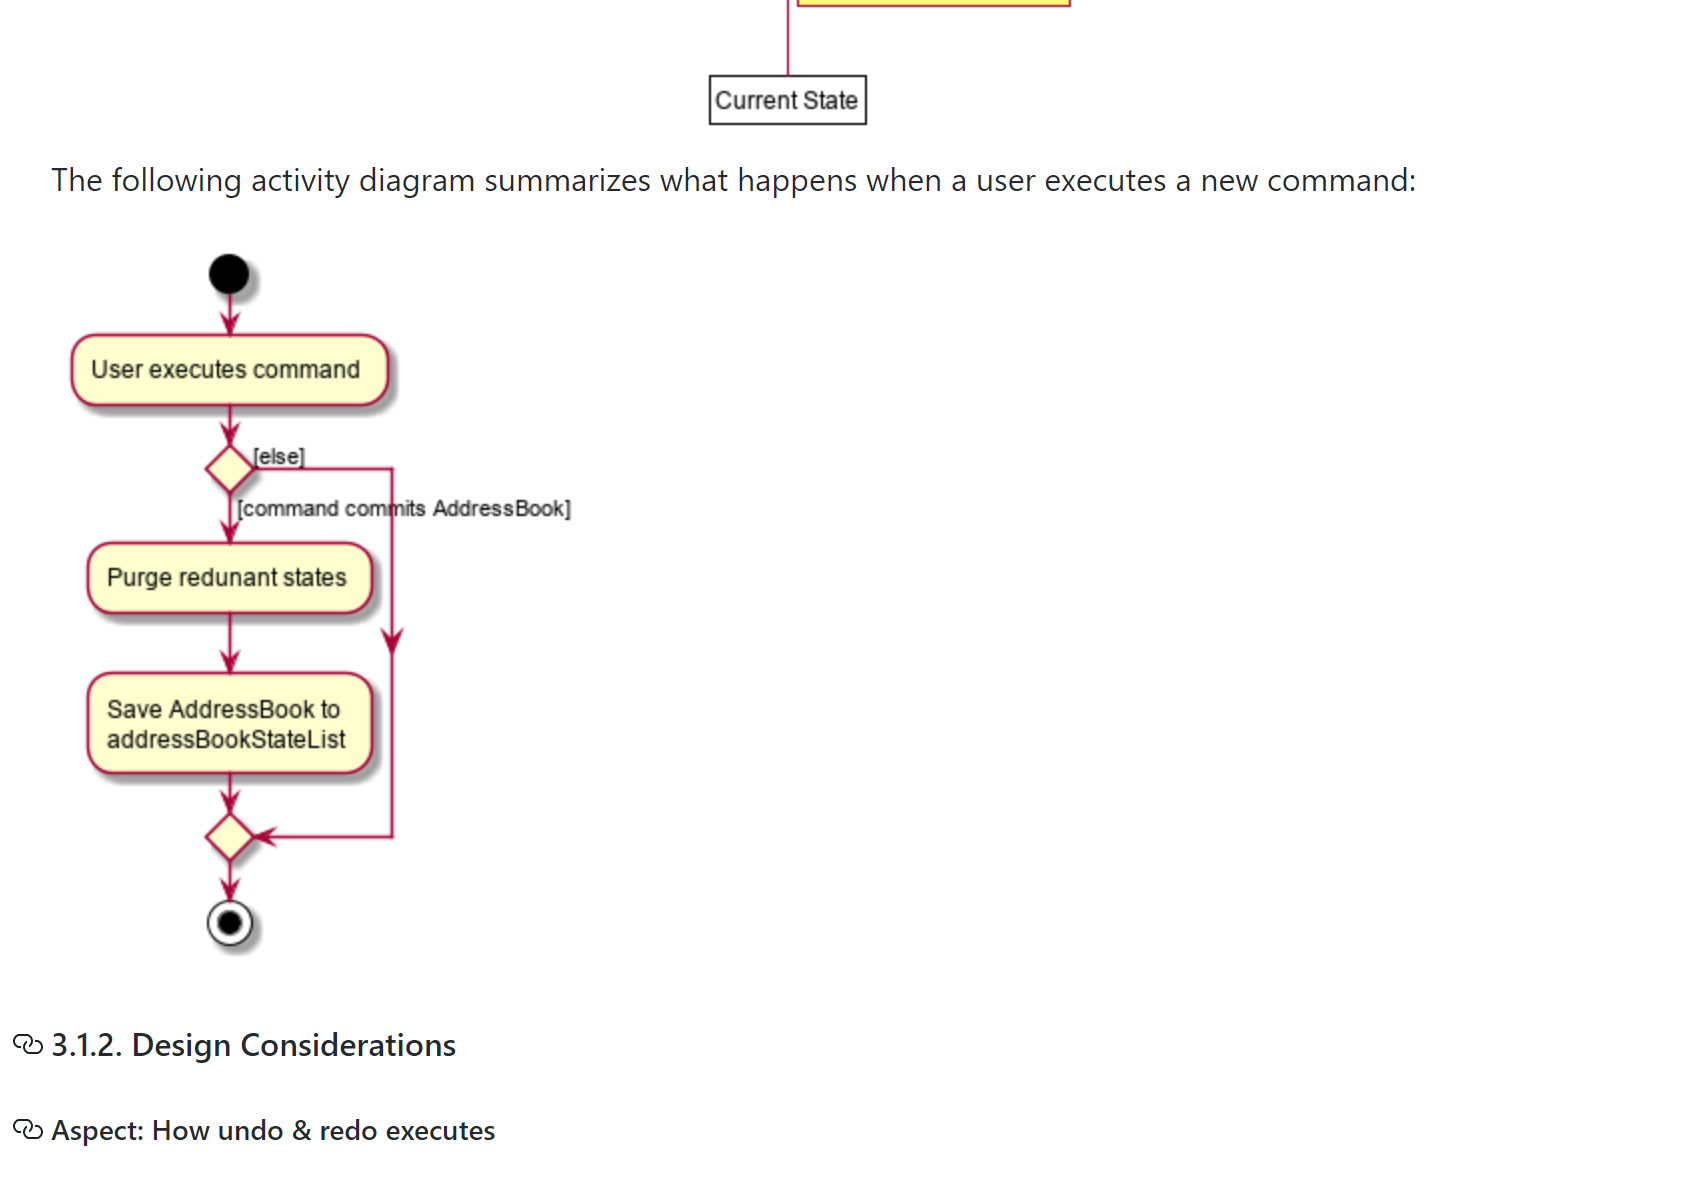 Current State
The following activity diagram summarizes what happens when a user executes a new command:
User executes command
[else]
[command commits AddressBook]
Purge redunant states
Save AddressBook to
addressBookStateList
3.1.2. Design Considerations
Aspect: How undo & redo executes